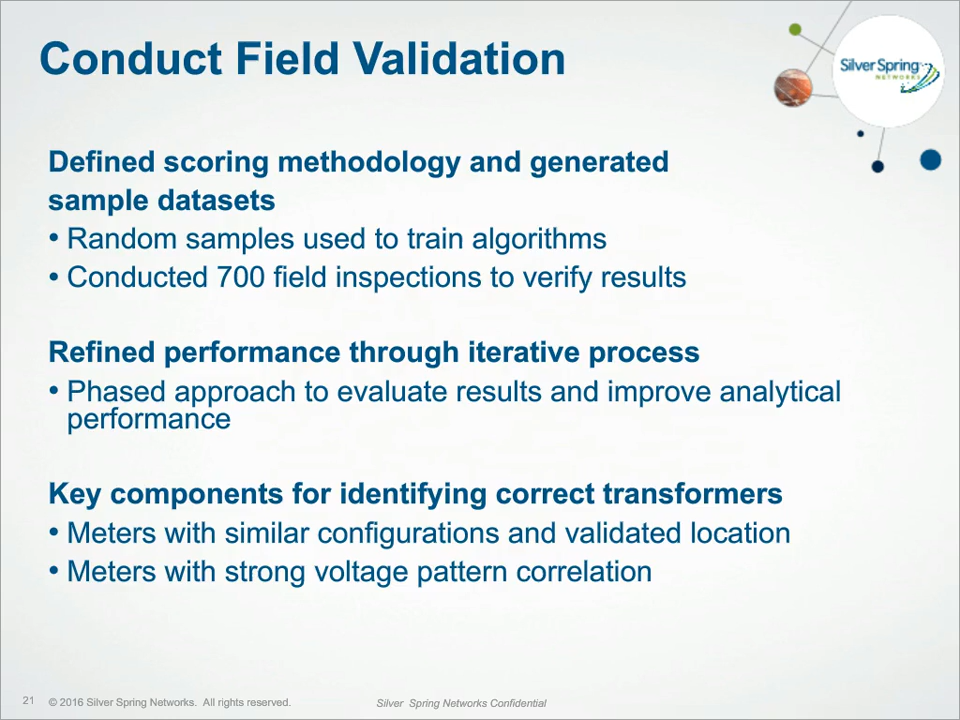 Conduct Field Validation
Silver Spring
NETWORKS
Defined scoring methodology and generated
sample datasets
• Random samples used to train algorithms
• Conducted 700 field inspections to verify results
Refined performance through iterative process
• Phased approach to evaluate results and improve analytical
performance
Key components for identifying correct transformers
• Meters with similar configurations and validated location
• Meters with strong voltage pattern correlation
21 © 2016 Silver Spring Networks. All rights reserved. Silver Spring Networks Confidential